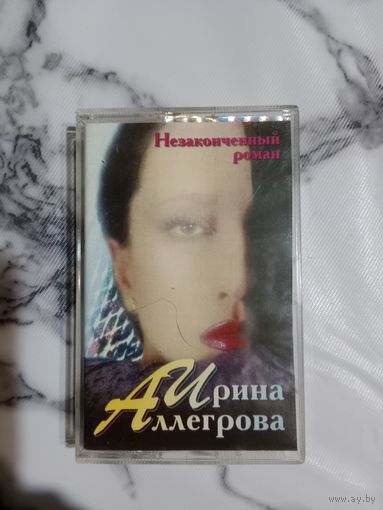 Незаконченный
роман
Ирина
Аллегрова
www.ay.by